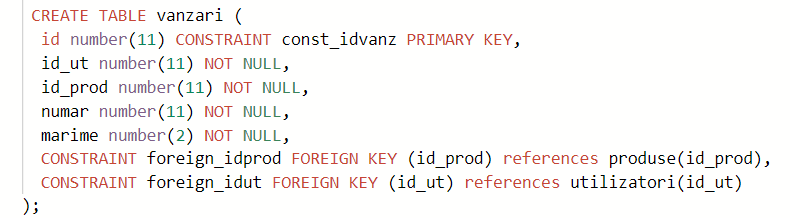 CREATE TABLE vanzari (
id number(11) CONSTRAINT const_idvanz PRIMARY KEY,
id_ut number(11) NOT NULL,
id_prod number(11) NOT NULL,
numar number(11) NOT NULL,
marime number(2) NOT NULL,
CONSTRAINT foreign_idprod FOREIGN KEY (id_prod) references produse(id_prod),
CONSTRAINT foreign_idut FOREIGN KEY (id_ut) references utilizatori(id_ut)
);